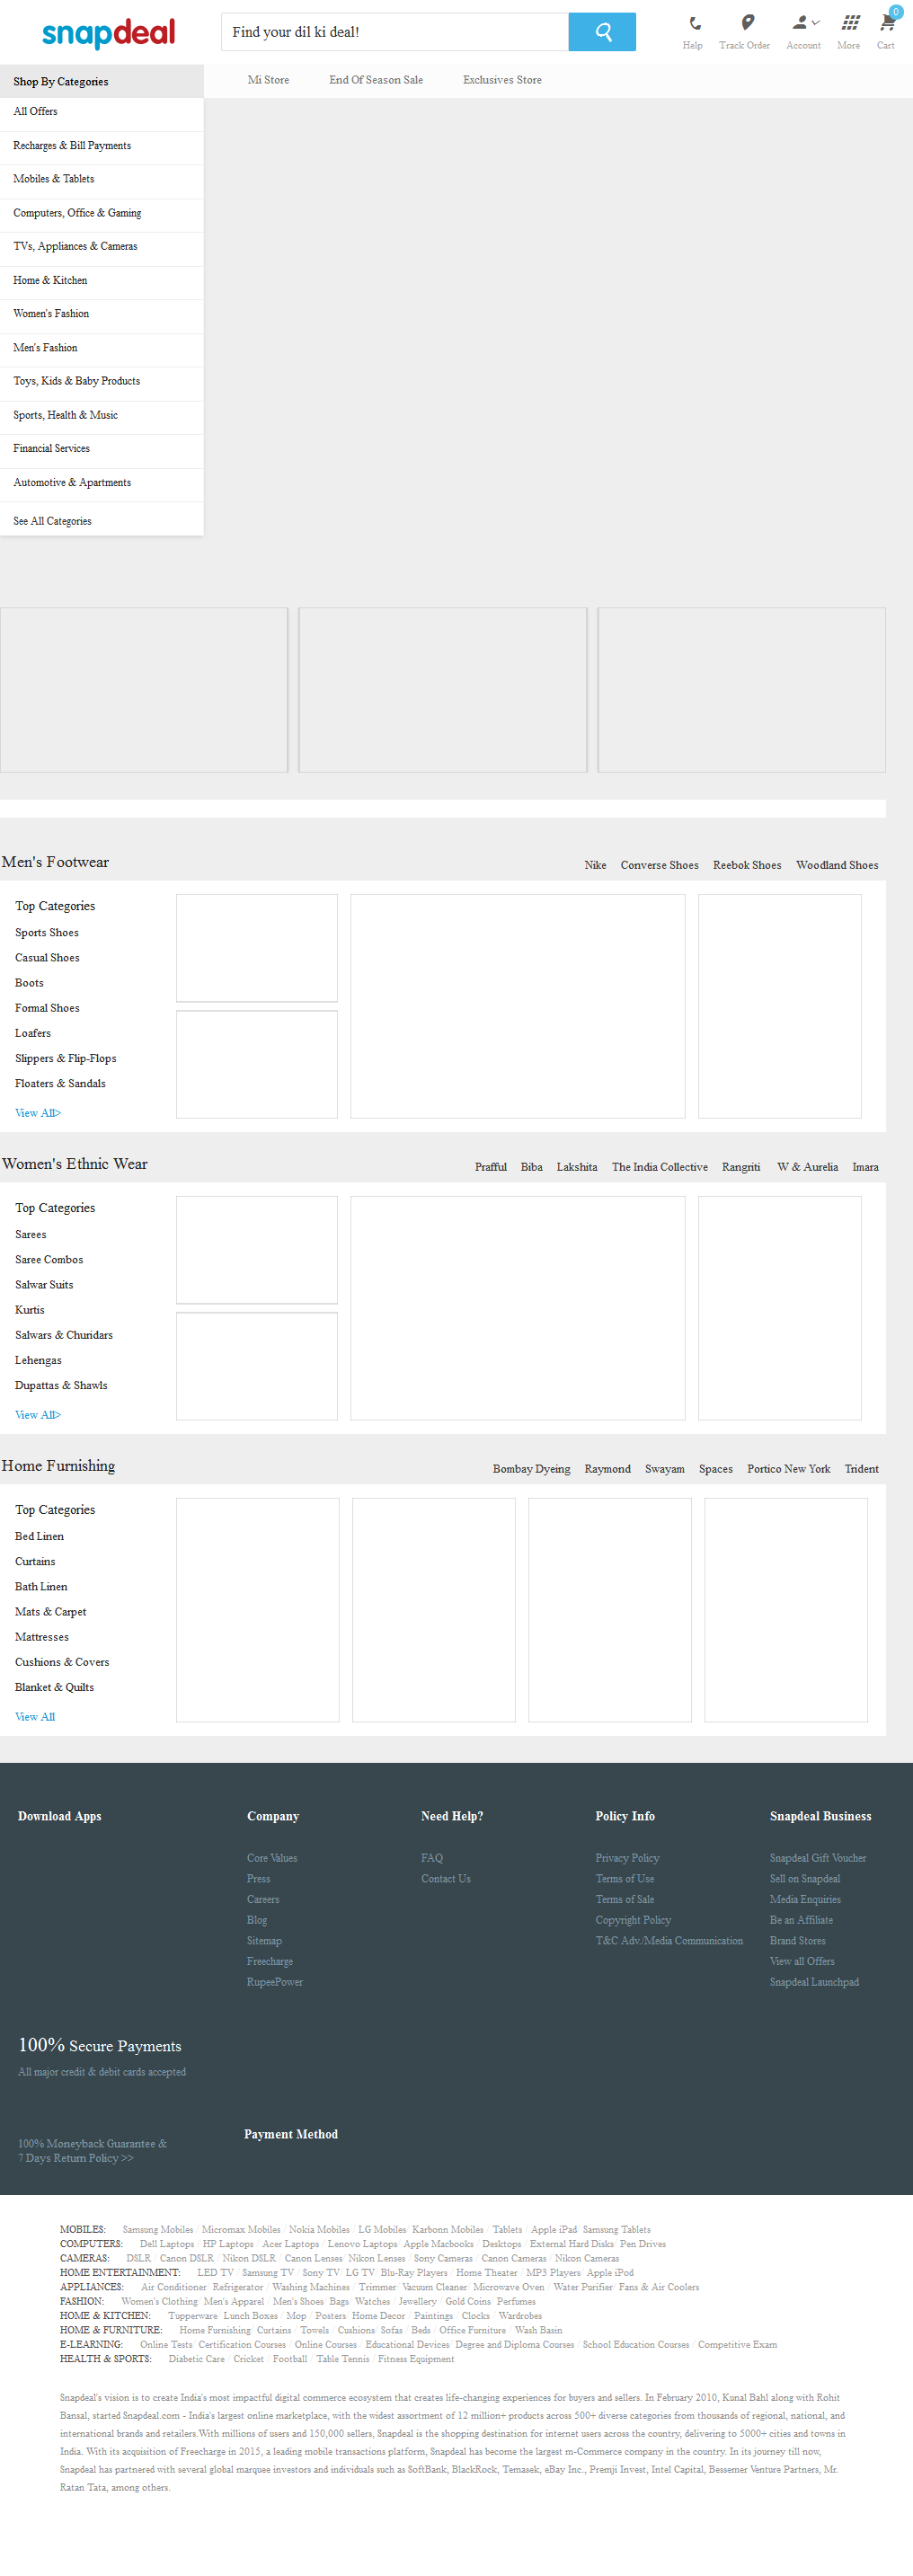 snapdeal
Find your dil ki deal!
0
Help Track Order Account More Cart
Shop By Categories
Mi Store End Of Season Sale Exclusives Store
All Offers
Recharges & Bill Payments
Mobiles & Tablets
Computers, Office & Gaming
TVs, Appliances & Cameras
Home & Kitchen
Women's Fashion
Men's Fashion
Toys, Kids & Baby Products
Sports, Health & Music
Financial Services
Automotive & Apartments
See All Categories
Men's Footwear
Nike Converse Shoes Reebok Shoes Woodland Shoes
Top Categories
Sports Shoes
Casual Shoes
Boots
Formal Shoes
Loafers
Slippers & Flip-Flops
Floaters & Sandals
View All>
Women's Ethnic Wear
Prafful Biba Lakshita The India Collective Rangriti W & Aurelia Imara
Top Categories
Sarees
Saree Combos
Salwar Suits
Kurtis
Salwars & Churidars
Lehengas
Dupattas & Shawls
View All>
Home Furnishing
Bombay Dyeing Raymond Swayam Spaces Portico New York Trident
Top Categories
Bed Linen
Curtains
Bath Linen
Mats & Carpet
Mattresses
Cushions & Covers
Blanket & Quilts
View All
Download Apps
Company
Core Values
Press
Careers
Blog
Sitemap
Freecharge
RupeePower
Need Help?
FAQ
Contact Us
Policy Info
Privacy Policy
Terms of Use
Terms of Sale
Copyright Policy
T&C Adv./Media Communication
Snapdeal Business
Snapdeal Gift Voucher
Sell on Snapdeal
Media Enquiries
Be an Affiliate
Brand Stores
View all Offers
Snapdeal Launchpad
100% Secure Payments
All major credit & debit cards accepted
100% Moneyback Guarantee &
7 Days Return Policy >>
Payment Method
MOBILES: Samsung Mobiles / Micromax Mobiles / Nokia Mobiles / LG Mobiles / Karbonn Mobiles / Tablets / Apple iPad / Samsung Tablets
COMPUTERS: Dell Laptops / HP Laptops / Acer Laptops / Lenovo Laptops / Apple Macbooks / Desktops / External Hard Disks / Pen Drives
CAMERAS: DSLR / Canon DSLR / Nikon DSLR / Canon Lenses / Nikon Lenses / Sony Cameras / Canon Cameras / Nikon Cameras
HOME ENTERTAINMENT: LED TV / Samsung TV / Sony TV / LG TV / Blu-Ray Players / Home Theater / MP3 Players / Apple iPod
APPLIANCES: Air Conditioner / Refrigerator / Washing Machines / Trimmer / Vacuum Cleaner / Microwave Oven / Water Purifier / Fans & Air Coolers
FASHION: Women's Clothing / Men's Apparel / Men's Shoes / Bags / Watches / Jewellery / Gold Coins / Perfumes
HOME & KITCHEN: Tupperware / Lunch Boxes / Mop / Posters / Home Decor / Paintings / Clocks / Wardrobes
HOME & FURNITURE: Home Furnishing / Curtains / Towels / Cushions / Sofas / Beds / Office Furniture / Wash Basin
E-LEARNING: Online Tests / Certification Courses / Online Courses / Educational Devices / Degree and Diploma Courses / School Education Courses / Competitive Exam
HEALTH & SPORTS: Diabetic Care / Cricket / Football / Table Tennis / Fitness Equipment
Snapdeal's vision is to create India's most impactful digital commerce ecosystem that creates life-changing experiences for buyers and sellers. In February 2010, Kunal Bahl along with Rohit
Bansal, started Snapdeal.com - India's largest online marketplace, with the widest assortment of 12 million+ products across 500+ diverse categories from thousands of regional, national, and
international brands and retailers.With millions of users and 150,000 sellers, Snapdeal is the shopping destination for internet users across the country, delivering to 5000+ cities and towns in
India. With its acquisition of Freecharge in 2015, a leading mobile transactions platform, Snapdeal has become the largest m-Commerce company in the country. In its journey till now,
Snapdeal has partnered with several global marquee investors and individuals such as SoftBank, BlackRock, Temasek, eBay Inc., Premji Invest, Intel Capital, Bessemer Venture Partners, Mr.
Ratan Tata, among others.